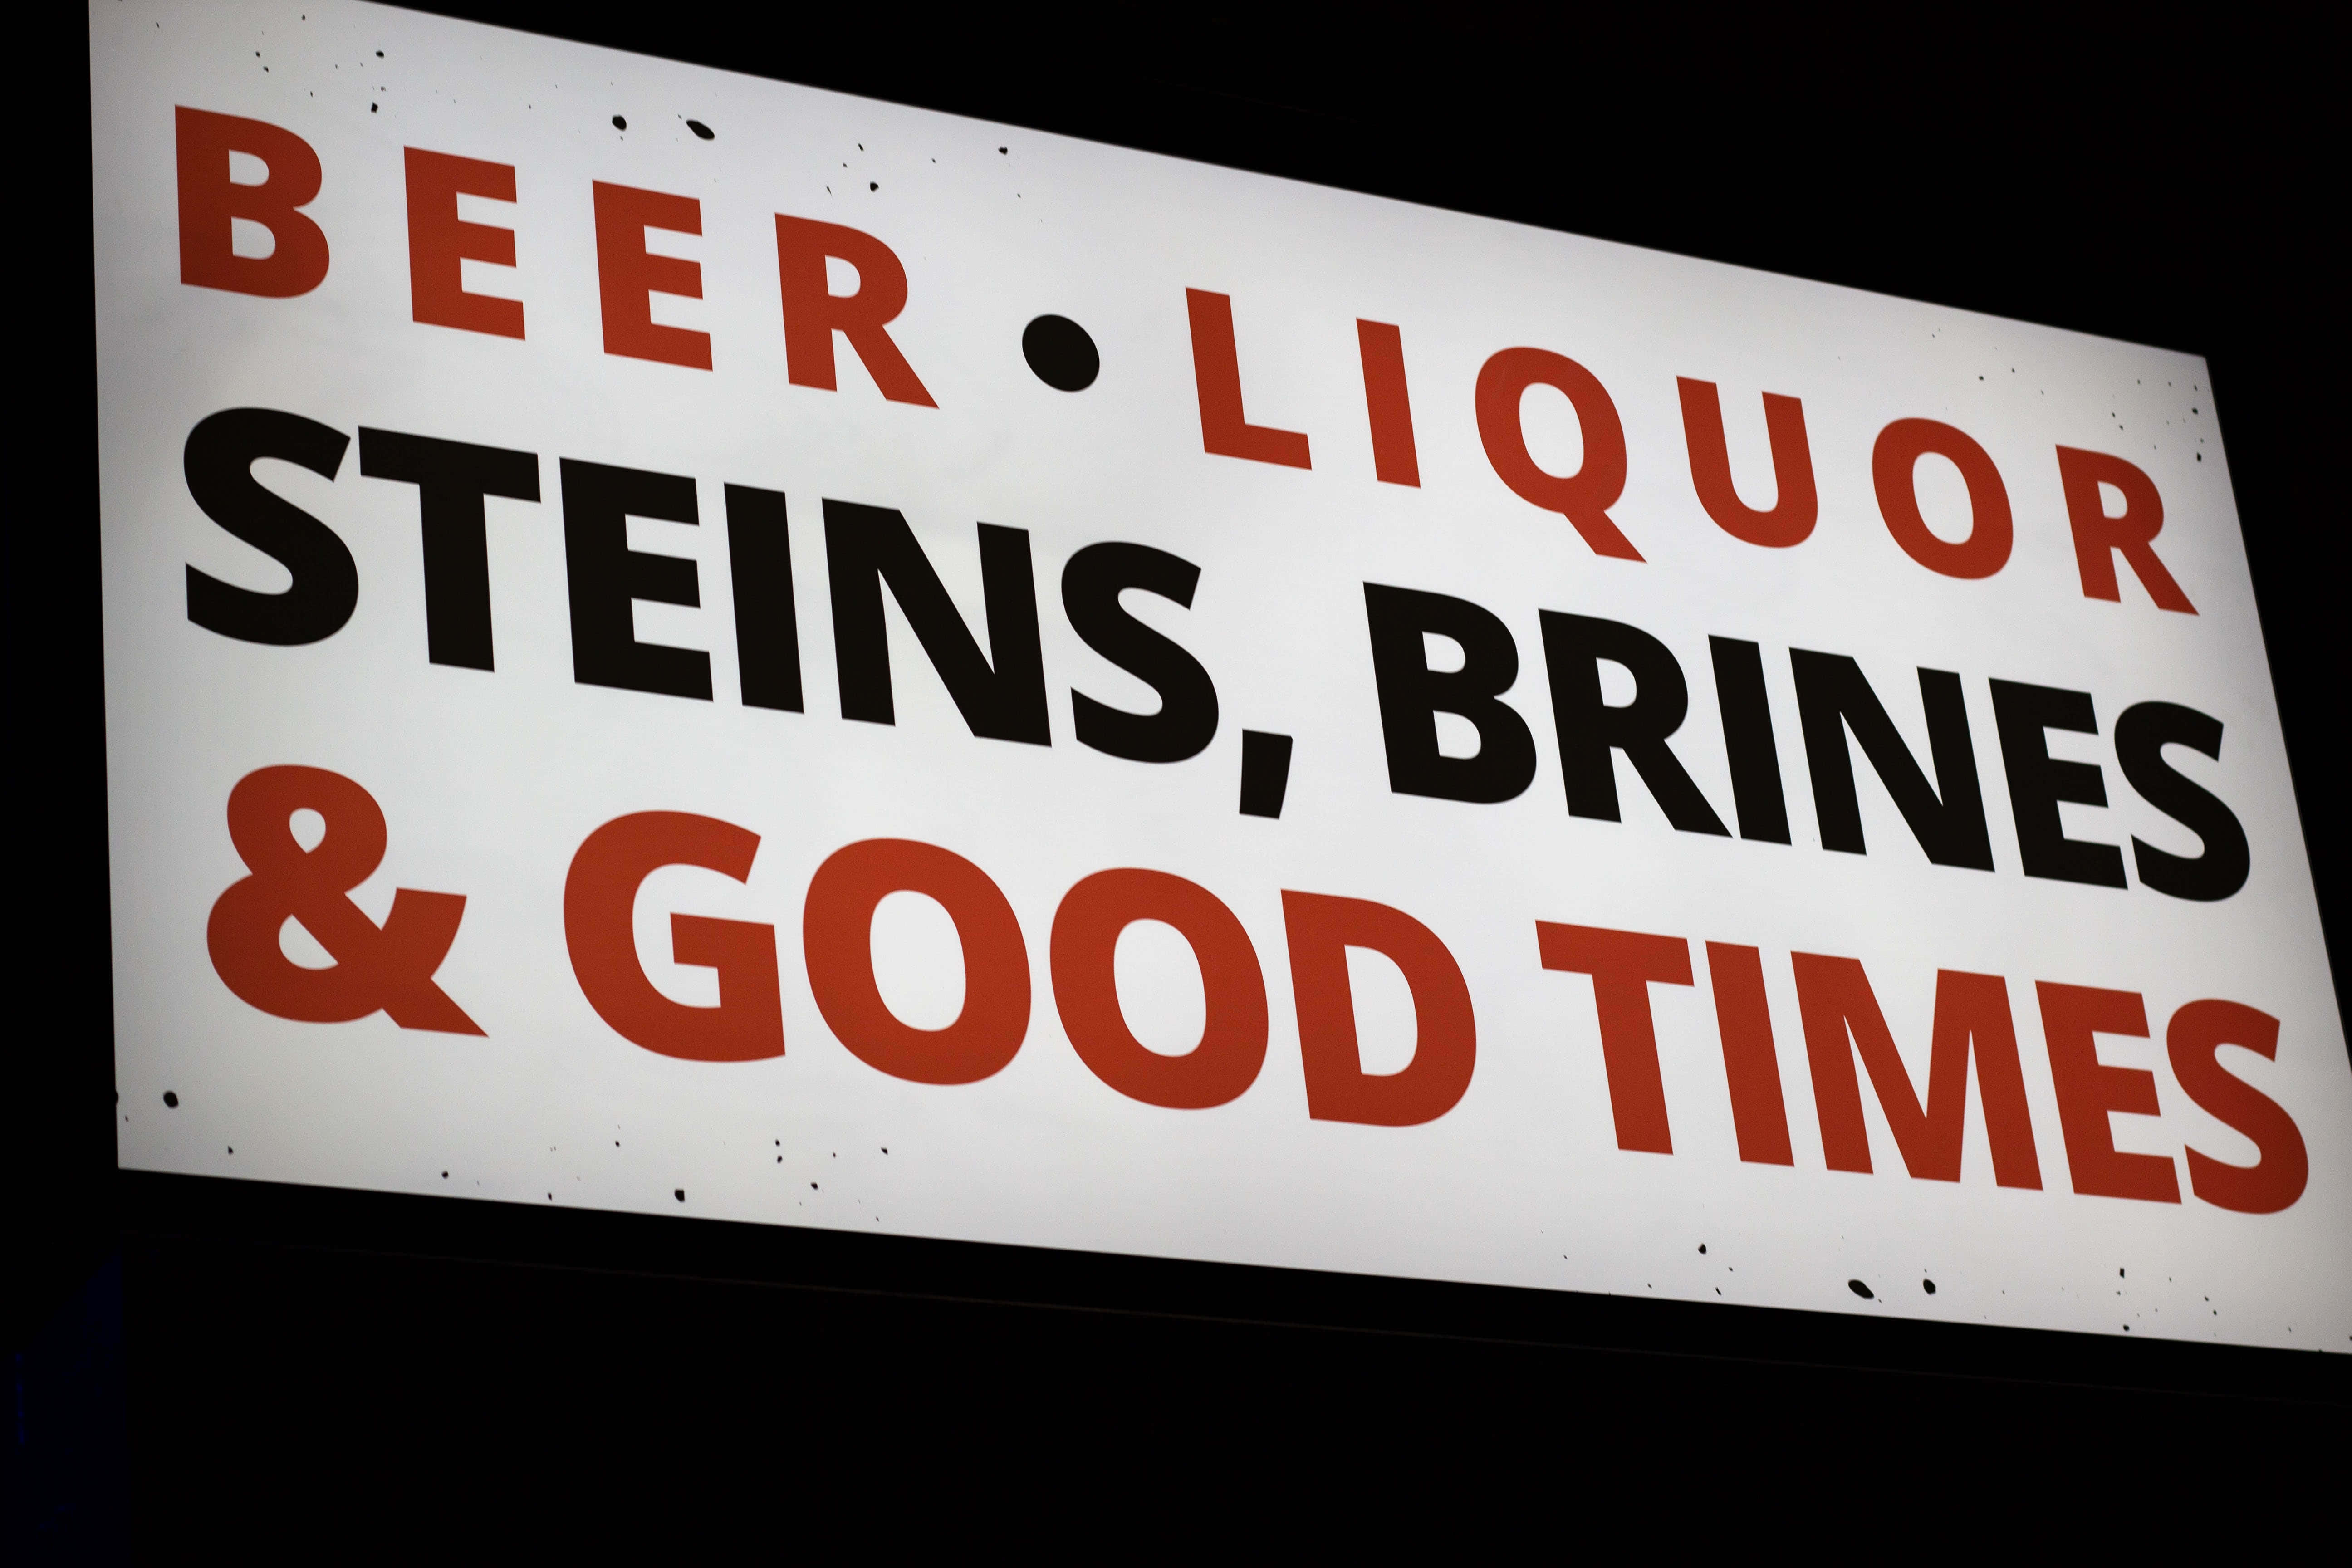 BEER • LIQUOR
STEINS, BRINES
& GOOD TIMES